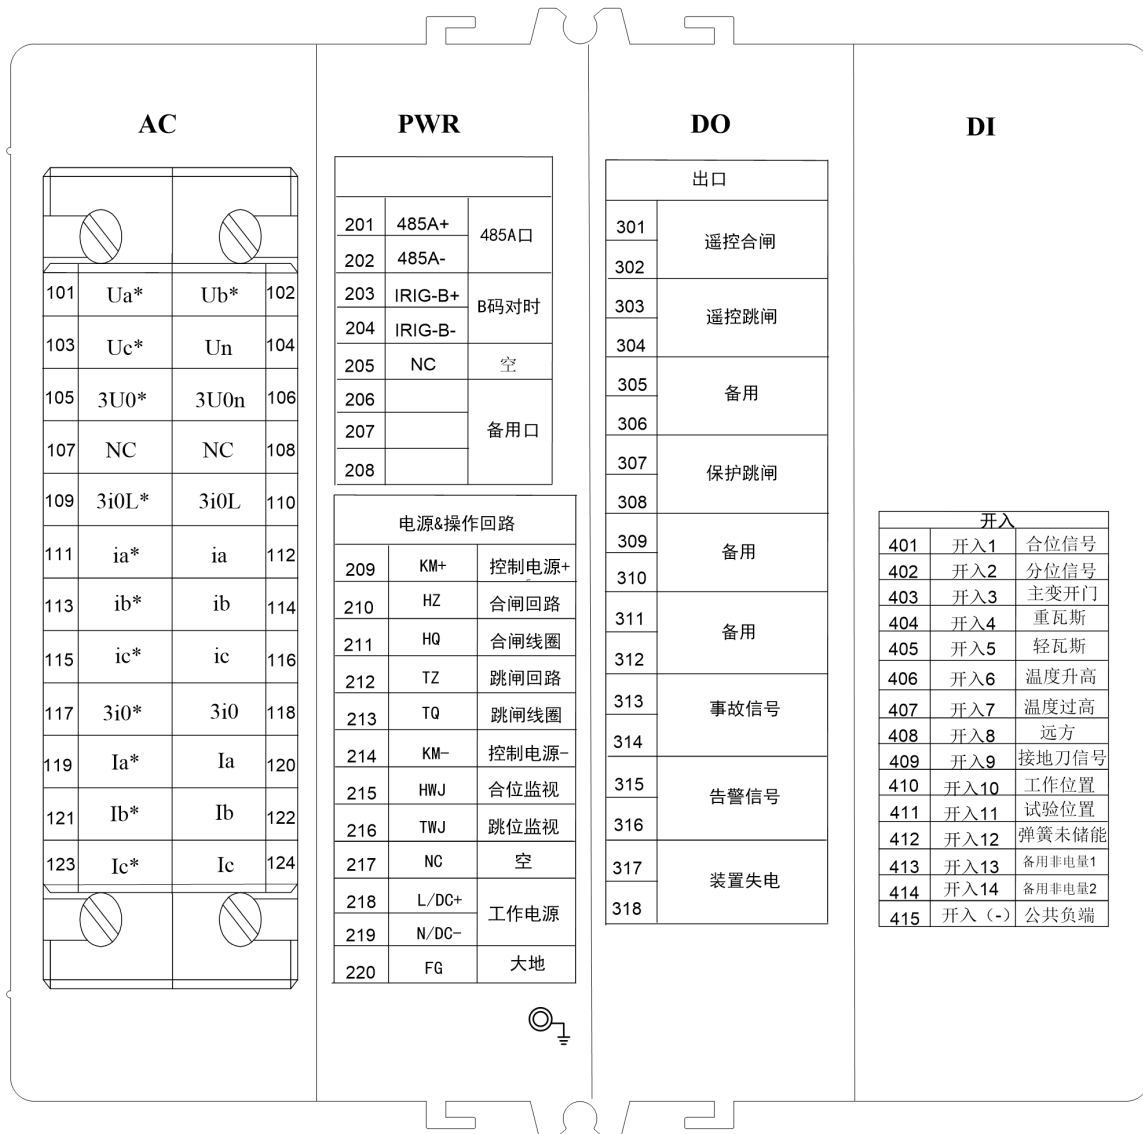 AC
101 Ua* Ub* 102
103 Uc* Un 104
105 3U0* 3U0n 106
107 NC NC 108
109 3i0L* 3i0L 110
111 ia* ia 112
113 ib* ib 114
115 ic* ic 116
117 3i0* 3i0 118
119 Ia* Ia 120
121 Ib* Ib 122
123 Ic* Ic 124
PWR
201 485A+ 485A口
202 485A-
203 IRIG-B+ B码对时
204 IRIG-B-
205 NC 空
206
207 备用口
208
电源&操作回路
209 KM+ 控制电源+
210 HZ 合闸回路
211 HQ 合闸线圈
212 TZ 跳闸回路
213 TQ 跳闸线圈
214 KM- 控制电源-
215 HWJ 合位监视
216 TWJ 跳位监视
217 NC 空
218 L/DC+ 工作电源
219 N/DC-
220 FG 大地
DO
出口
301 遥控合闸
302
303 遥控跳闸
304
305 备用
306
307 保护跳闸
308
309 备用
310
311 备用
312
313 事故信号
314
315 告警信号
316
317 装置失电
318
DI
开入
401 开入1 合位信号
402 开入2 分位信号
403 开入3 主变开门
404 开入4 重瓦斯
405 开入5 轻瓦斯
406 开入6 温度升高
407 开入7 温度过高
408 开入8 远方
409 开入9 接地刀信号
410 开入10 工作位置
411 开入11 试验位置
412 开入12 弹簧未储能
413 开入13 备用非电量1
414 开入14 备用非电量2
415 开入（-） 公共负端